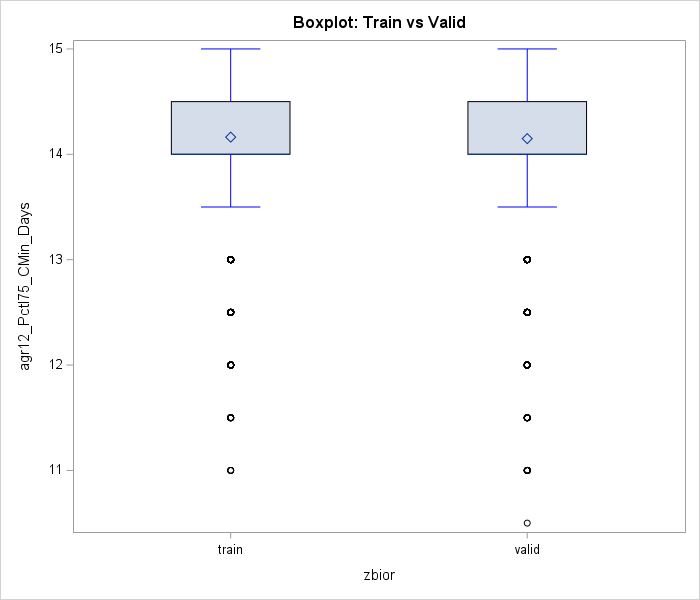 Boxplot: Train vs Valid
agr12_Pctl75_CMin_Days
15
14
13
12
11
train
valid
zbior